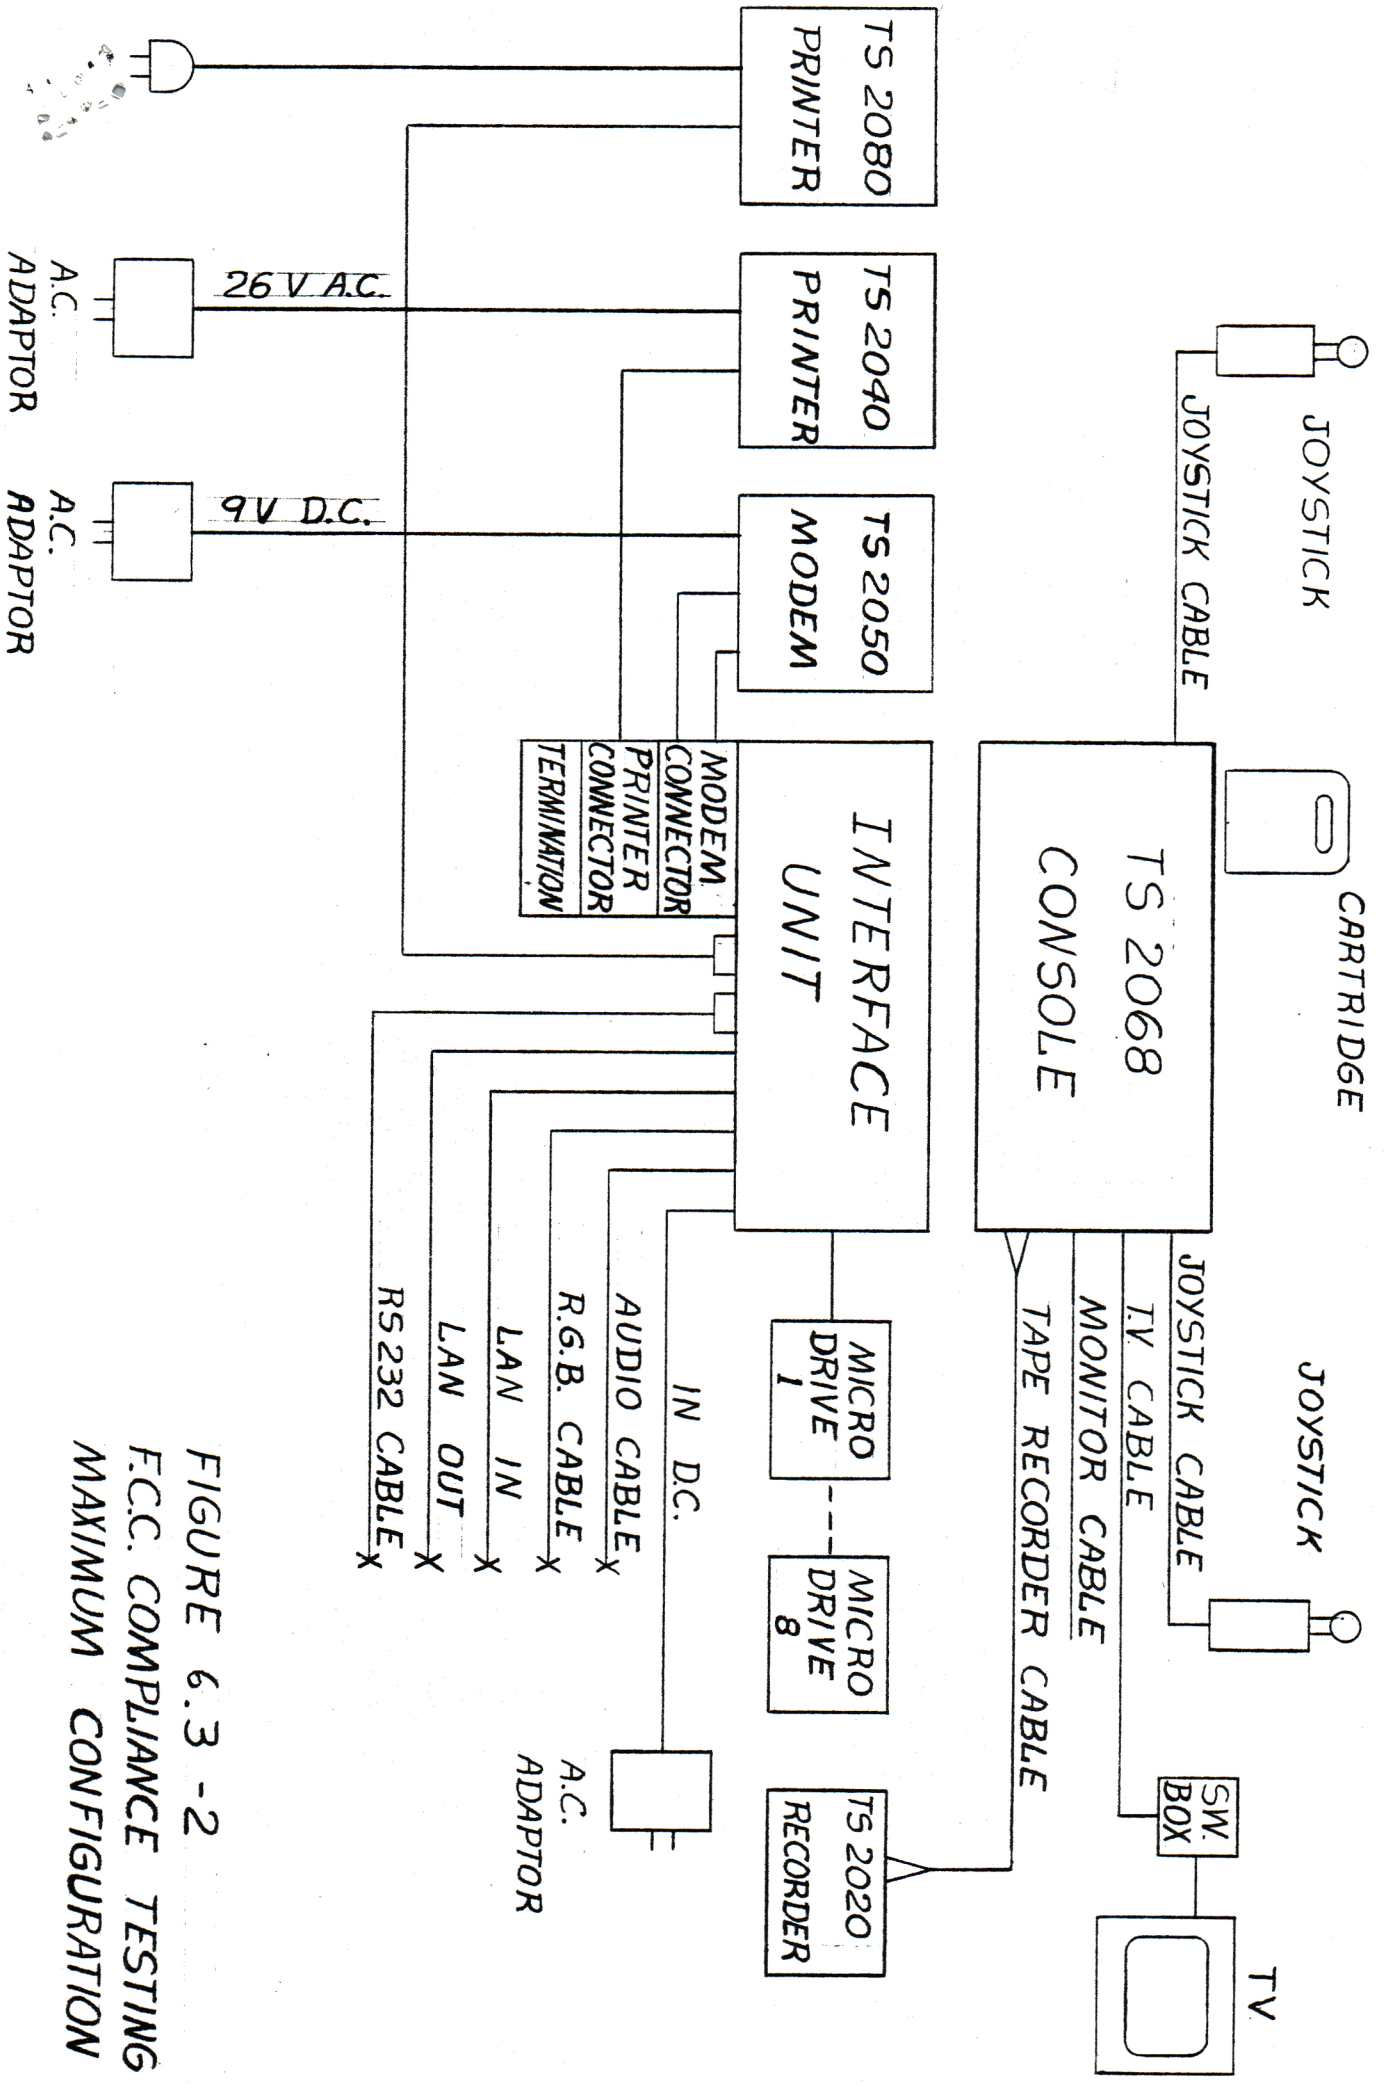 JOYSTICK
CARTRIDGE
JOYSTICK
TV
JOYSTICK CABLE
JOYSTICK CABLE
SW.
BOX
T.V. CABLE
MONITOR CABLE
TAPE RECORDER CABLE
TS 2068
CONSOLE
TS 2080
PRINTER
TS 2040
PRINTER
TS 2050
MODEM
INTERFACE
UNIT
MICRO
DRIVE
1
MICRO
DRIVE
8
TS 2020
RECORDER
MODEM
CONNECTOR
PRINTER
CONNECTOR
TERMINATION
IN D.C.
AUDIO CABLE
R.G.B. CABLE
LAN IN
LAN OUT
RS232 CABLE
A.C.
ADAPTOR
26 V A.C.
9V D.C.
A.C.
ADAPTOR
A.C.
ADAPTOR
FIGURE 6.3 -2
F.C.C. COMPLIANCE TESTING
MAXIMUM CONFIGURATION